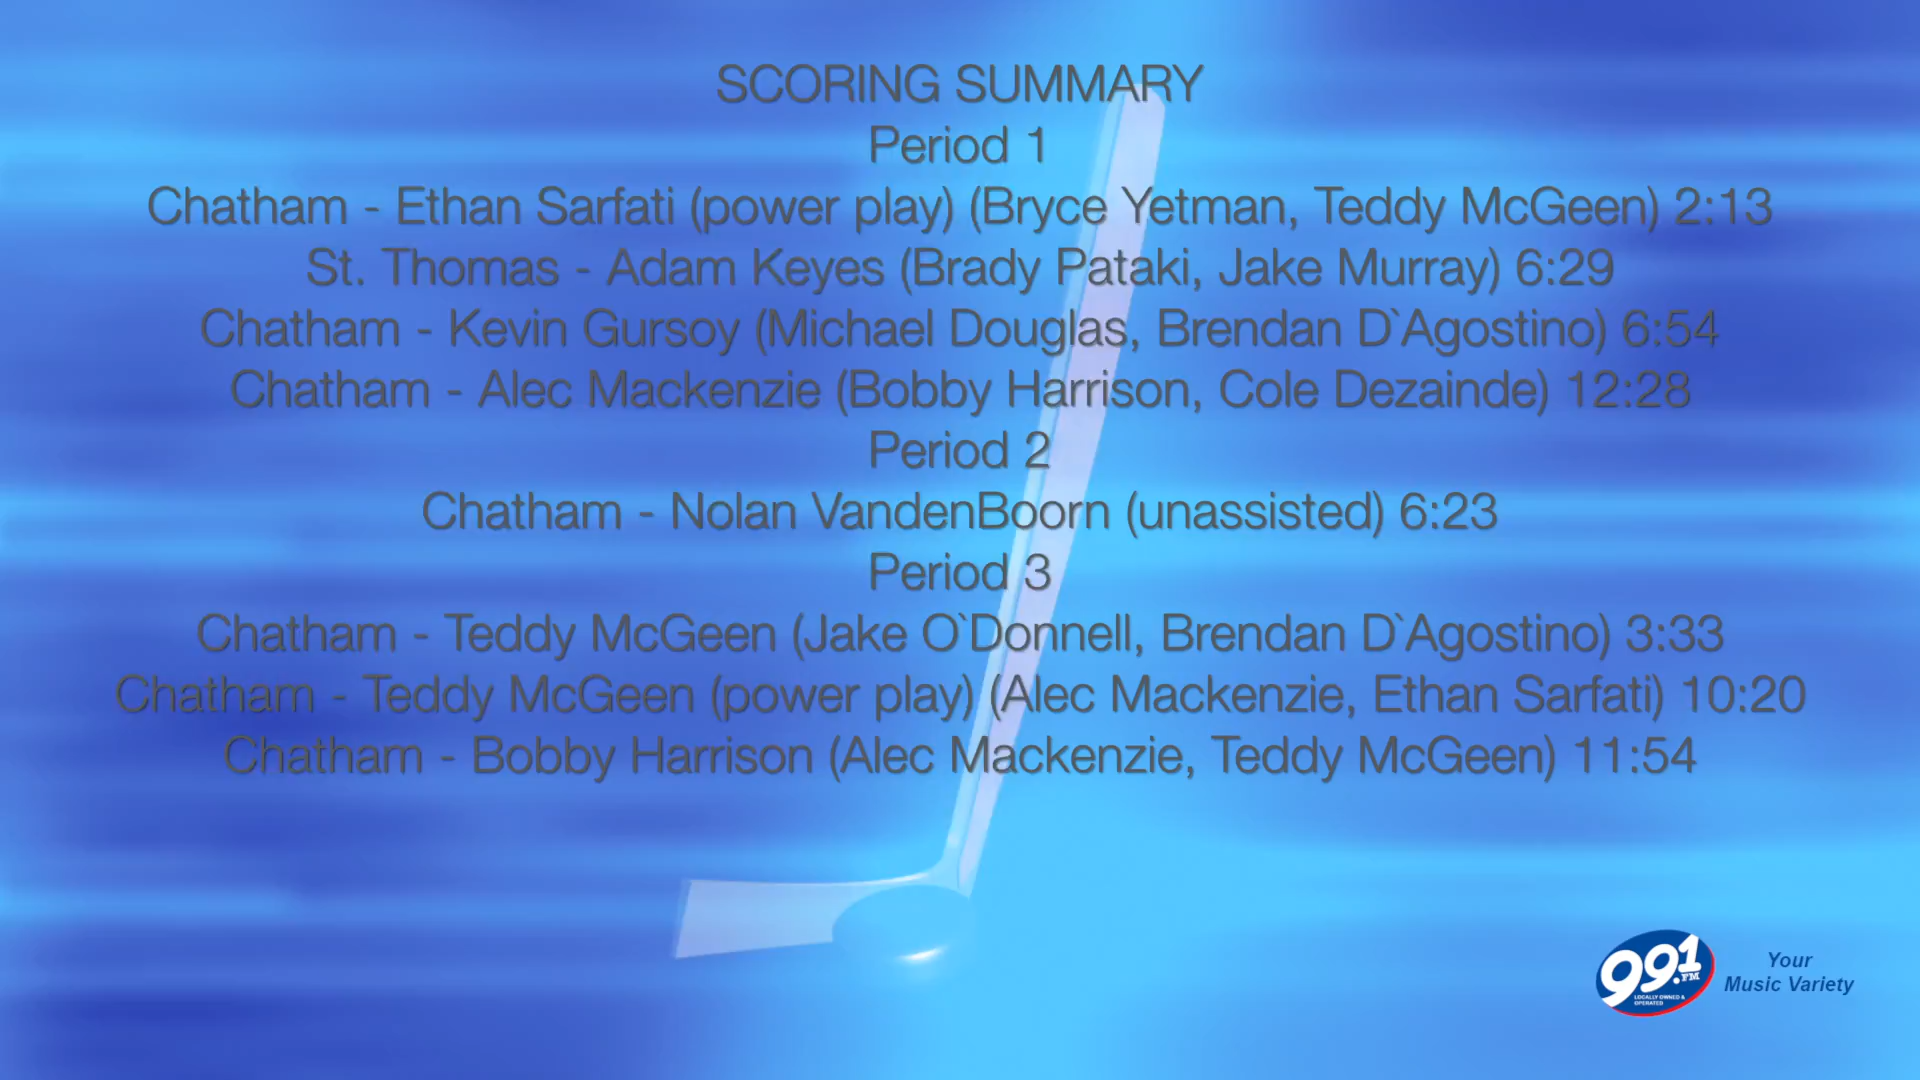 SCORING SUMMARY
Period 1
Chatham - Ethan Sarfati (power play) (Bryce Yetman, Teddy McGeen) 2:13
St. Thomas - Adam Keyes (Brady Pataki, Jake Murray) 6:29
Chatham - Kevin Gursoy (Michael Douglas, Brendan D`Agostino) 6:54
Chatham - Alec Mackenzie (Bobby Harrison, Cole Dezainde) 12:28
Period 2
Chatham - Nolan VandenBoorn (unassisted) 6:23
Period 3
Chatham - Teddy McGeen (Jake O`Donnell, Brendan D`Agostino) 3:33
Chatham - Teddy McGeen (power play) (Alec Mackenzie, Ethan Sarfati) 10:20
Chatham - Bobby Harrison (Alec Mackenzie, Teddy McGeen) 11:54
99.1 FM
LOCALLY OWNED &
OPERATED
Your
Music Variety